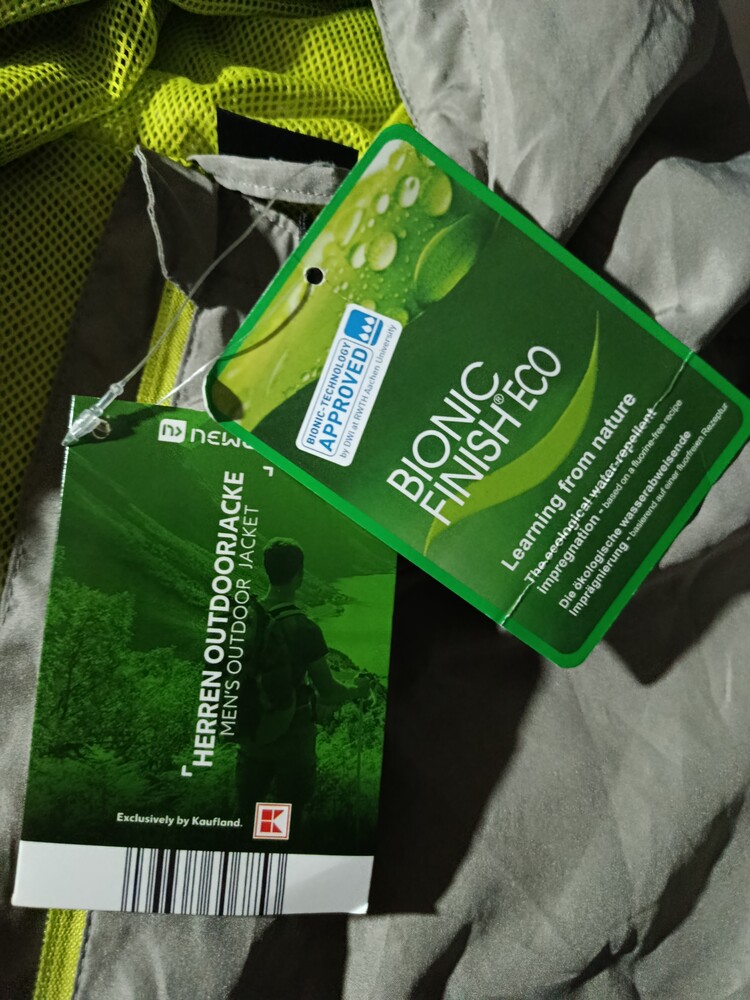 BIONIC-TECHNOLOGY
APPROVED
by DWI at RWTH Aachen University
BIONIC
FINISH® ECO
Learning from nature
The ecological water-repellent
impregnation - based on a fluorine-free recipe
Die ökologische wasserabweisende
Imprägnierung - basierend auf einer fluorfreien Rezeptur
HERREN OUTDOORJACKE
MEN'S OUTDOOR JACKET
Exclusively by Kaufland.
K